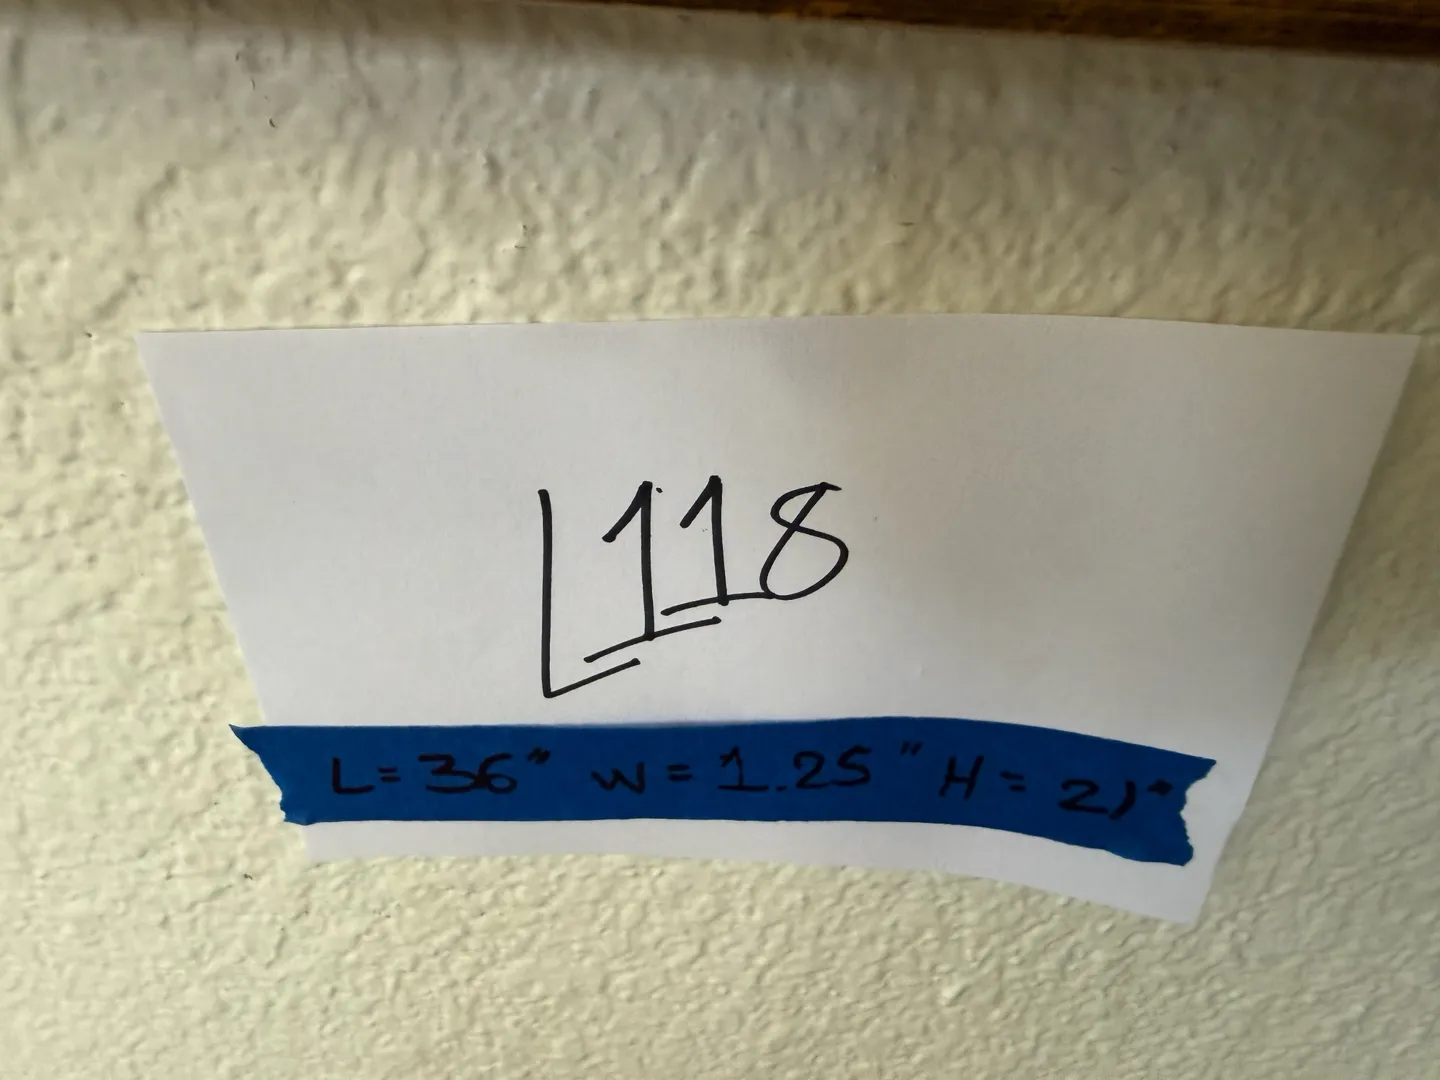 L118
L= 36" W = 1.25" H = 21"